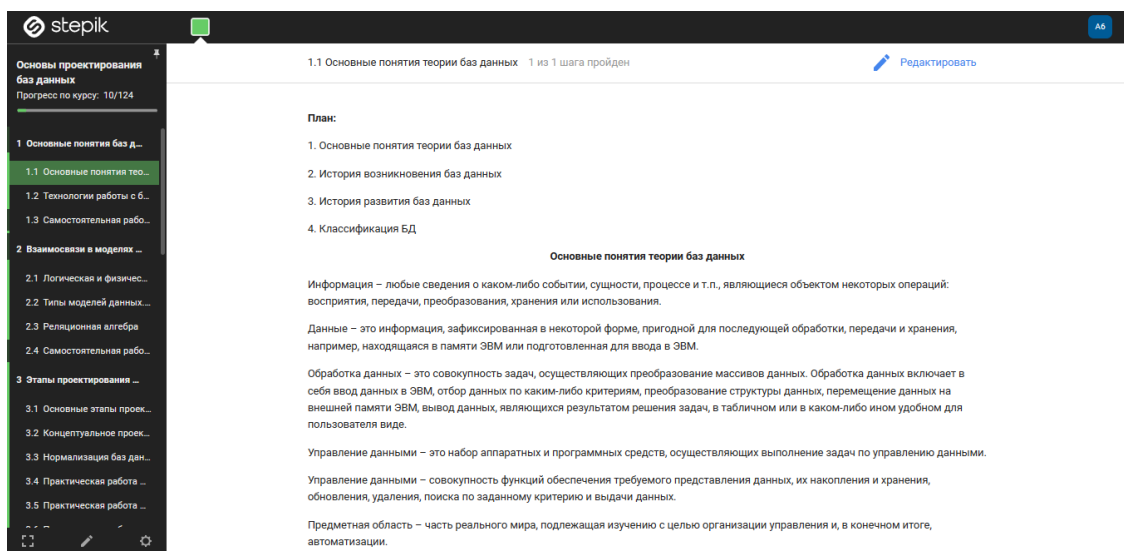 stepik
А6
Основы проектирования
баз данных
Прогресс по курсу: 10/124
1 Основные понятия баз д...
1.1 Основные понятия тео...
1.2 Технологии работы с б...
1.3 Самостоятельная рабо...
2 Взаимосвязи в моделях ...
2.1 Логическая и физичес...
2.2 Типы моделей данных...
2.3 Реляционная алгебра
2.4 Самостоятельная рабо...
3 Этапы проектирования ...
3.1 Основные этапы проек...
3.2 Концептуальное проек...
3.3 Нормализация баз дан...
3.4 Практическая работа ...
3.5 Практическая работа ...
1.1 Основные понятия теории баз данных 1 из 1 шага пройден
Редактировать
План:
1. Основные понятия теории баз данных
2. История возникновения баз данных
3. История развития баз данных
4. Классификация БД
Основные понятия теории баз данных
Информация – любые сведения о каком-либо событии, сущности, процессе и т.п., являющиеся объектом некоторых операций:
восприятия, передачи, преобразования, хранения или использования.
Данные – это информация, зафиксированная в некоторой форме, пригодной для последующей обработки, передачи и хранения,
например, находящаяся в памяти ЭВМ или подготовленная для ввода в ЭВМ.
Обработка данных – это совокупность задач, осуществляющих преобразование массивов данных. Обработка данных включает в
себя ввод данных в ЭВМ, отбор данных по каким-либо критериям, преобразование структуры данных, перемещение данных на
внешней памяти ЭВМ, вывод данных, являющихся результатом решения задач, в табличном или в каком-либо ином удобном для
пользователя виде.
Управление данными – это набор аппаратных и программных средств, осуществляющих выполнение задач по управлению данными.
Управление данными – совокупность функций обеспечения требуемого представления данных, их накопления и хранения,
обновления, удаления, поиска по заданному критерию и выдачи данных.
Предметная область – часть реального мира, подлежащая изучению с целью организации управления и, в конечном итоге,
автоматизации.